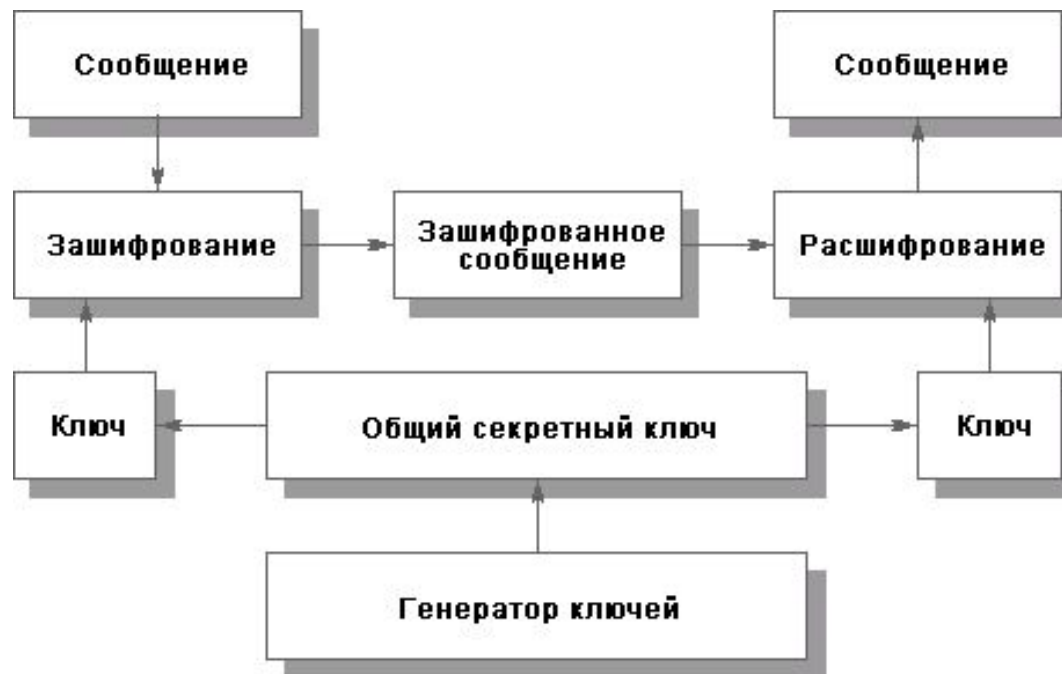 Сообщение
Сообщение
Зашифрование
Зашифрованное
сообщение
Расшифрование
Ключ
Общий секретный ключ
Ключ
Генератор ключей